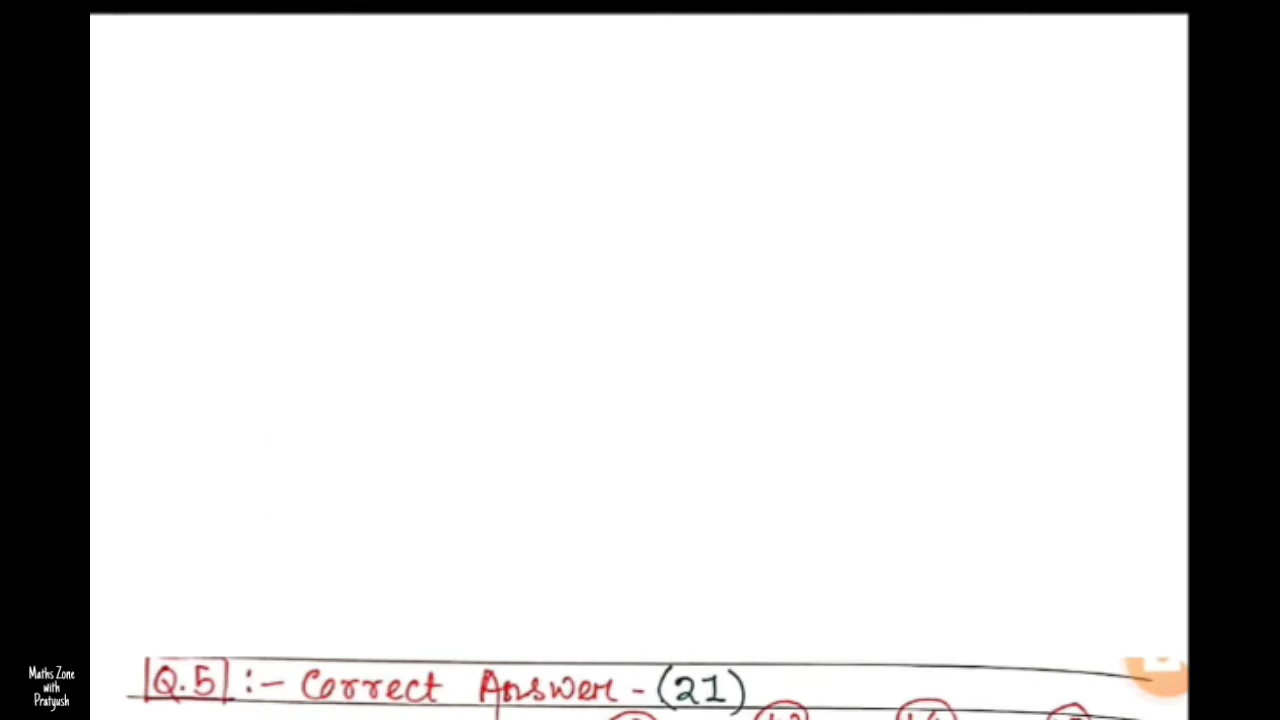 Q.5 :- Correct Answer - (21)
Maths Zone
with
Pratyush